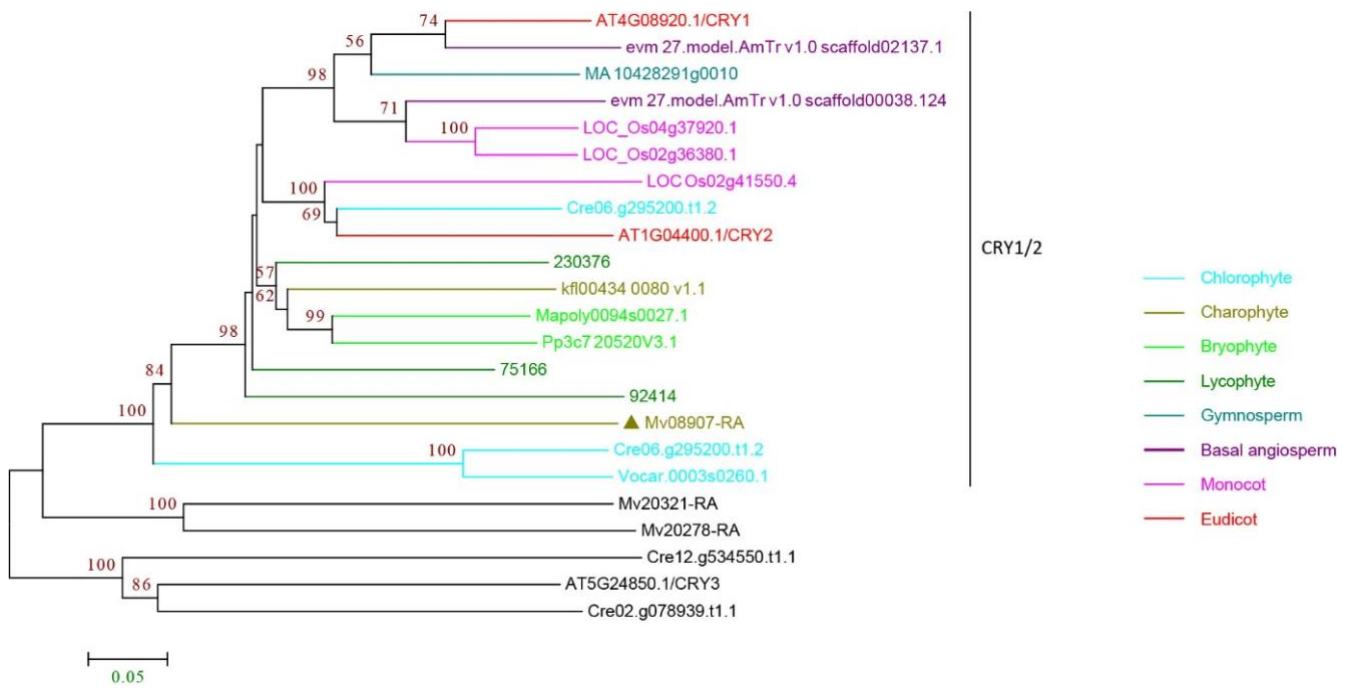 74
AT4G08920.1/CRY1
56
evm 27.model.AmTr v1.0 scaffold02137.1
98
MA 10428291g0010
71
evm 27.model.AmTr v1.0 scaffold00038.124
100
LOC_Os04g37920.1
LOC_Os02g36380.1
100
LOC Os02g41550.4
69
Cre06.g295200.t1.2
AT1G04400.1/CRY2
CRY1/2
57
230376
62
kfl00434 0080 v1.1
99
Mapoly0094s0027.1
Pp3c7 20520V3.1
98
75166
84
92414
100
Mv08907-RA
100
Cre06.g295200.t1.2
Vocar.0003s0260.1
100
Mv20321-RA
Mv20278-RA
100
Cre12.g534550.t1.1
86
AT5G24850.1/CRY3
Cre02.g078939.t1.1
0.05
Chlorophyte
Charophyte
Bryophyte
Lycophyte
Gymnosperm
Basal angiosperm
Monocot
Eudicot